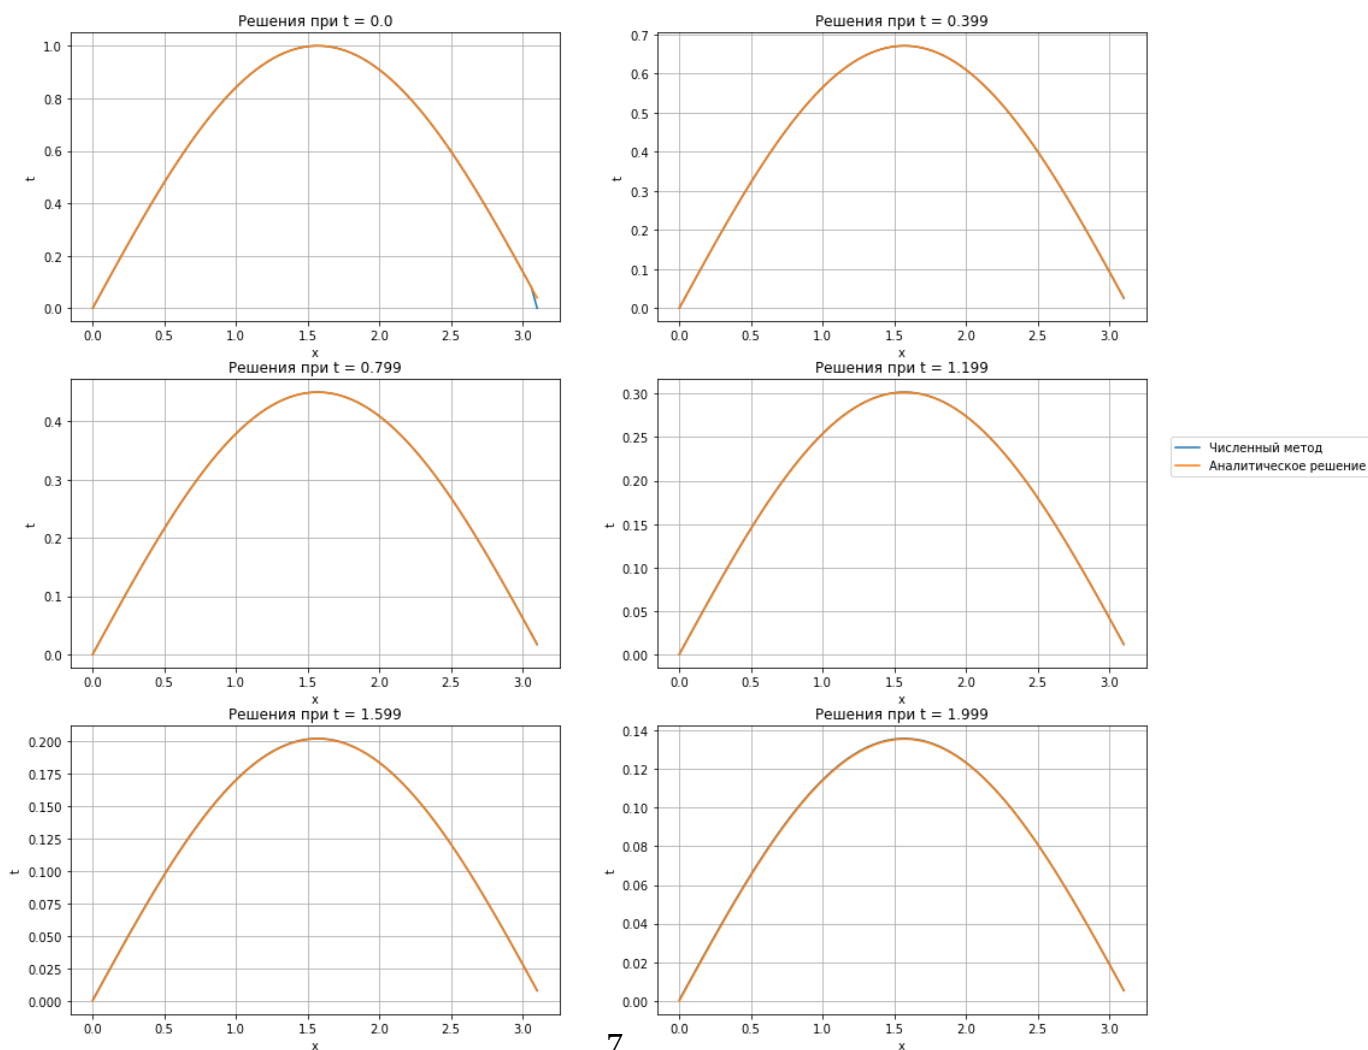 Решения при t = 0.0
1.0
0.8
0.6
0.4
0.2
0.0
t
0.0 0.5 1.0 1.5 2.0 2.5 3.0
x
Решения при t = 0.399
0.7
0.6
0.5
0.4
0.3
0.2
0.1
0.0
t
0.0 0.5 1.0 1.5 2.0 2.5 3.0
x
Решения при t = 0.799
0.4
0.3
0.2
0.1
0.0
t
0.0 0.5 1.0 1.5 2.0 2.5 3.0
x
Решения при t = 1.199
0.30
0.25
0.20
0.15
0.10
0.05
0.00
t
0.0 0.5 1.0 1.5 2.0 2.5 3.0
x
Численный метод
Аналитическое решение
Решения при t = 1.599
0.200
0.175
0.150
0.125
0.100
0.075
0.050
0.025
0.000
t
0.0 0.5 1.0 1.5 2.0 2.5 3.0
x
Решения при t = 1.999
0.14
0.12
0.10
0.08
0.06
0.04
0.02
0.00
t
0.0 0.5 1.0 1.5 2.0 2.5 3.0
x
7